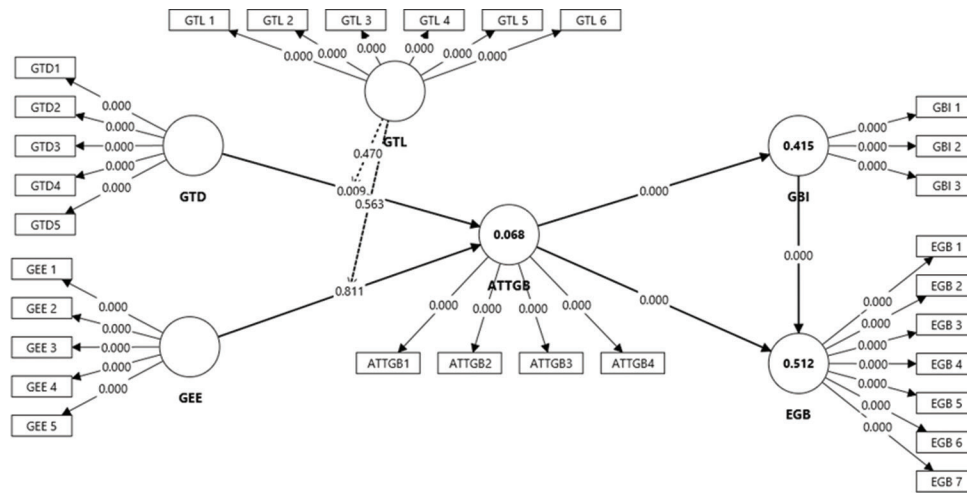 GTL 1
GTL 2
GTL 3
GTL 4
GTL 5
GTL 6
0.000
0.000
0.000
0.000
0.000
0.000
GTL
GTD1
GTD2
GTD3
GTD4
GTD5
0.000
0.000
0.000
0.000
0.000
GTD
0.470
0.009
0.563
0.811
GEE 1
GEE 2
GEE 3
GEE 4
GEE 5
0.000
0.000
0.000
0.000
0.000
GEE
0.068
ATTGB
0.000
0.000
0.000
0.000
ATTGB1
ATTGB2
ATTGB3
ATTGB4
0.000
0.000
0.415
GBI
0.000
0.000
0.000
GBI 1
GBI 2
GBI 3
0.000
0.512
EGB
0.000
0.000
0.000
0.000
0.000
0.000
0.000
EGB 1
EGB 2
EGB 3
EGB 4
EGB 5
EGB 6
EGB 7